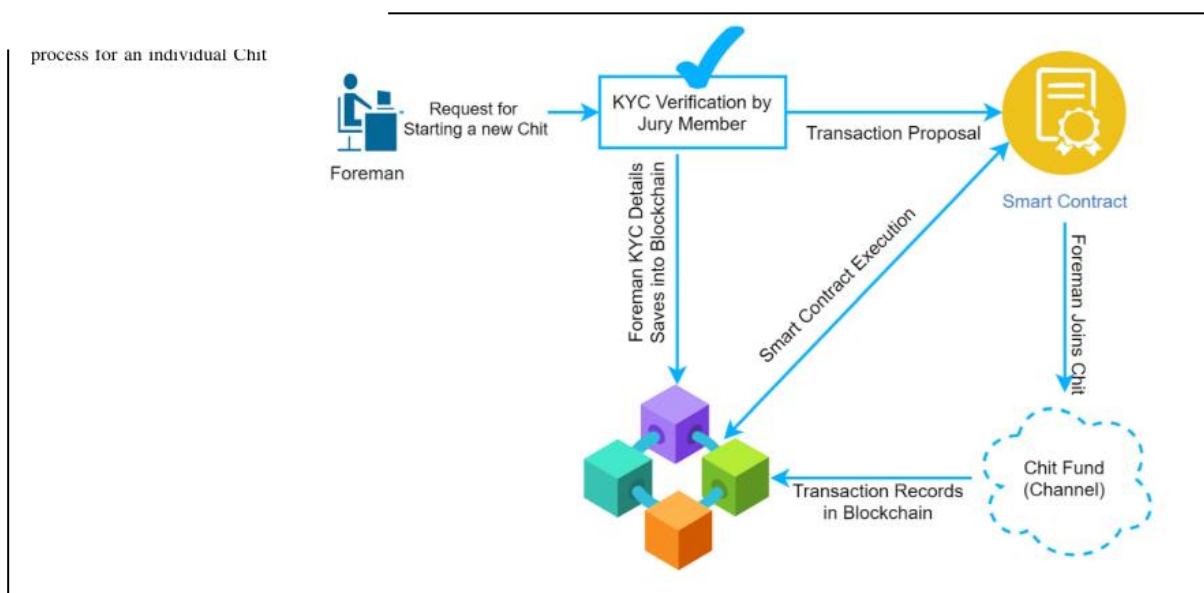 process for an individual Chit
Request for
Starting a new Chit
Foreman
KYC Verification by
Jury Member
Transaction Proposal
Smart Contract
Foreman KYC Details
Saves into Blockchain
Smart Contract Execution
Foreman Joins Chit
Chit Fund
(Channel)
Transaction Records
in Blockchain